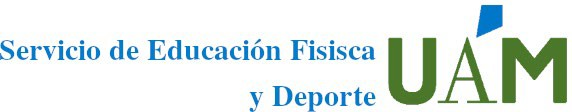 Servicio de Educación Fisisca
y Deporte
UAM